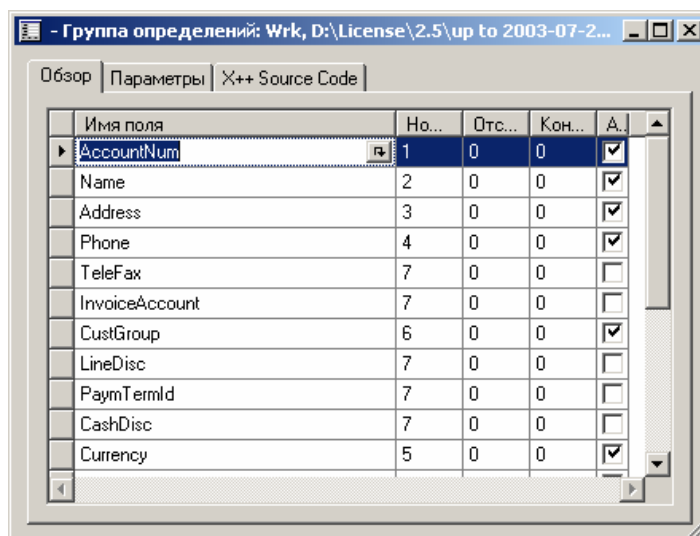 - Группа определений: Wrk, D:\License\2.5\up to 2003-07-2...
Обзор Параметры X++ Source Code
Имя поля Но... Отс... Кон... А..
AccountNum 1 0 0
Name 2 0 0
Address 3 0 0
Phone 4 0 0
TeleFax 7 0 0
InvoiceAccount 7 0 0
CustGroup 6 0 0
LineDisc 7 0 0
PaymTermId 7 0 0
CashDisc 7 0 0
Currency 5 0 0